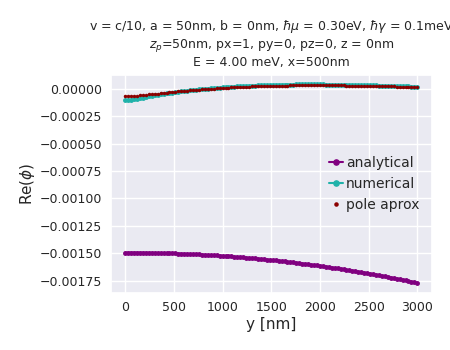 v = c/10, a = 50nm, b = 0nm, ℏμ = 0.30eV, ℏγ = 0.1meV
z_p=50nm, px=1, py=0, pz=0, z = 0nm
E = 4.00 meV, x=500nm
0.00000
−0.00025
−0.00050
−0.00075
−0.00100
−0.00125
−0.00150
−0.00175
Re(ϕ)
analytical
numerical
pole aprox
0 500 1000 1500 2000 2500 3000
y [nm]